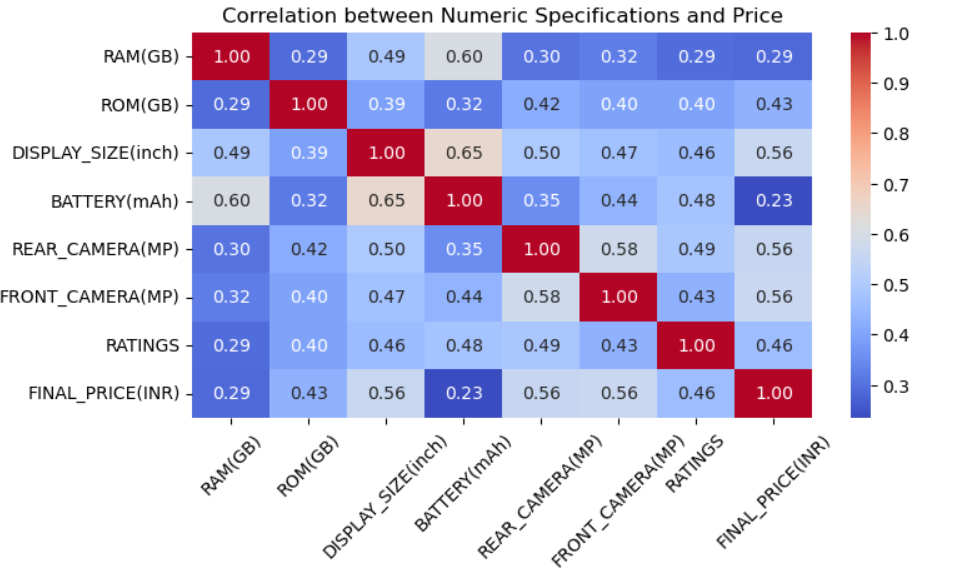 Correlation between Numeric Specifications and Price
RAM(GB) 1.00 0.29 0.49 0.60 0.30 0.32 0.29 0.29
ROM(GB) 0.29 1.00 0.39 0.32 0.42 0.40 0.40 0.43
DISPLAY_SIZE(inch) 0.49 0.39 1.00 0.65 0.50 0.47 0.46 0.56
BATTERY(mAh) 0.60 0.32 0.65 1.00 0.35 0.44 0.48 0.23
REAR_CAMERA(MP) 0.30 0.42 0.50 0.35 1.00 0.58 0.49 0.56
FRONT_CAMERA(MP) 0.32 0.40 0.47 0.44 0.58 1.00 0.43 0.56
RATINGS 0.29 0.40 0.46 0.48 0.49 0.43 1.00 0.46
FINAL_PRICE(INR) 0.29 0.43 0.56 0.23 0.56 0.56 0.46 1.00
RAM(GB) ROM(GB) DISPLAY_SIZE(inch) BATTERY(mAh) REAR_CAMERA(MP) FRONT_CAMERA(MP) RATINGS FINAL_PRICE(INR)
1.0
0.9
0.8
0.7
0.6
0.5
0.4
0.3